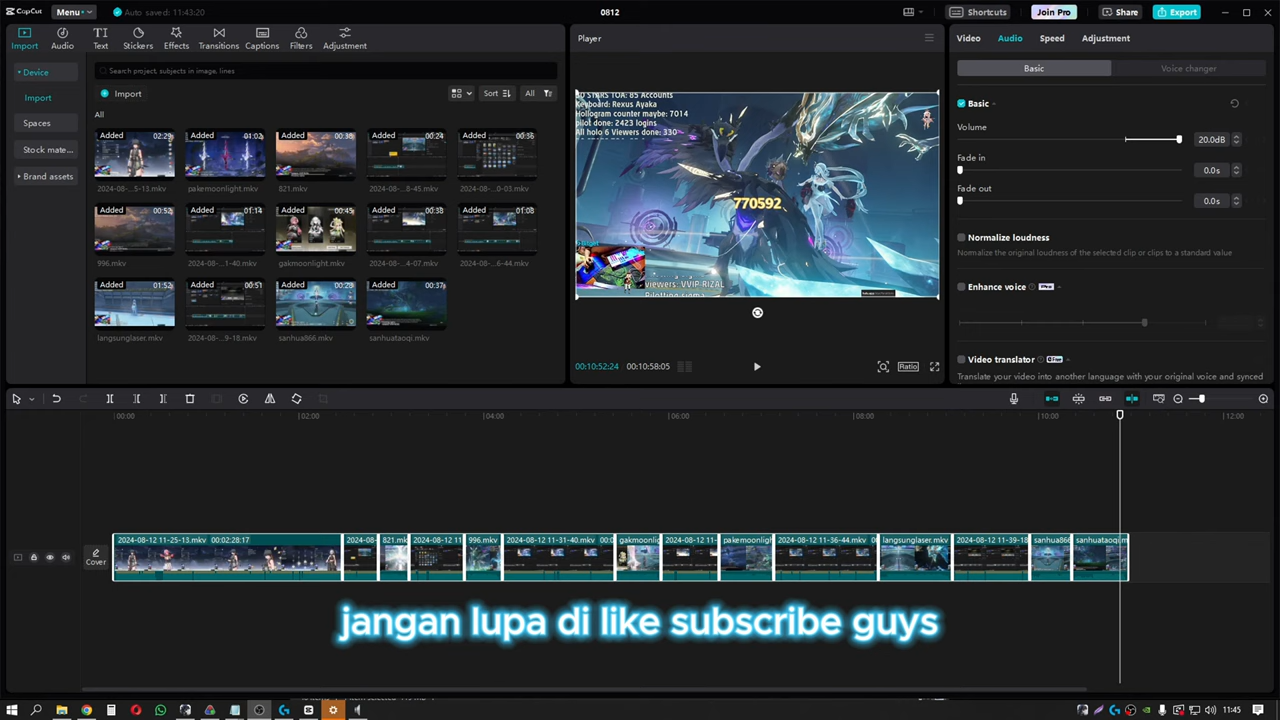 CapCut
Menu
Auto saved: 11:43:20
0812
Shortcuts
Join Pro
Share
Export
Import
Audio
Text
Stickers
Effects
Transitions
Captions
Filters
Adjustment
Device
Import
Spaces
Stock mate...
Brand assets
Search project, subjects in image, lines
Import
Sort
All
All
Added 02:29
Added 01:02
Added 00:36
Added 00:24
Added 00:36
2024-08-...5-13.mkv
pakemoonlight.mkv
821.mkv
2024-08-...8-45.mkv
2024-08-...0-03.mkv
Added 00:52
Added 01:14
Added 00:45
Added 00:38
Added 01:08
996.mkv
2024-08-...1-40.mkv
gakmoonlight.mkv
2024-08-...4-07.mkv
2024-08-...6-44.mkv
Added 01:52
Added 00:51
Added 00:28
Added 00:37
langsunglaser.mkv
2024-08-...9-18.mkv
sanhua866.mkv
sanhuataoqi.mkv
Player
STARS TOA: 85 Accounts
Keyboard: Rexus Ayaka
Hollogram counter maybe: 7014
pilot done: 2423 logins
All holo 6 Viewers done: 330
770592
viewers: VVIP RIZAL
00:10:52:24
00:10:58:05
Ratio
Video
Audio
Speed
Adjustment
Basic
Voice changer
Basic
Volume
20.0dB
Fade in
0.0s
Fade out
0.0s
Normalize loudness
Normalize the original loudness of the selected clip or clips to a standard value
Enhance voice
Video translator
Free
Translate your video into another language with your original voice and synced
00:00
02:00
04:00
06:00
08:00
10:00
12:00
Cover
2024-08-12 11-25-13.mkv 00:02:28:17
2024-08-
821.mk
2024-08-12 11
996.mkv
2024-08-12 11-31-40.mkv
gakmoonlig
2024-08-12 11-
pakemoonlight
2024-08-12 11-36-44.mkv
langsunglaser.mkv
2024-08-12 11-39-18
sanhua866
sanhuataoqi.m
jangan lupa di like subscribe guys
11:45